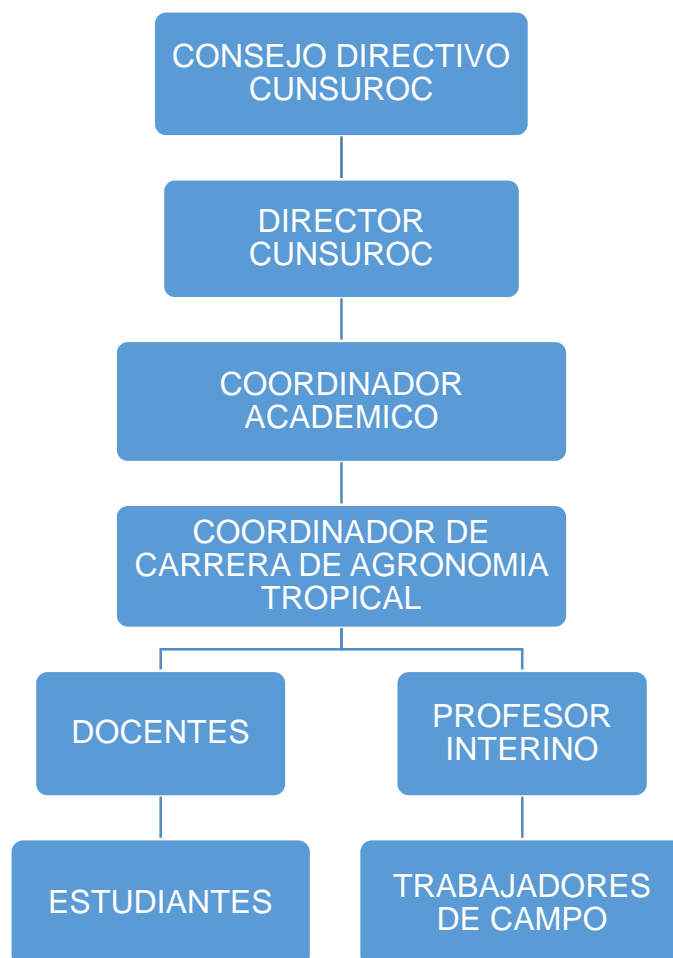 CONSEJO DIRECTIVO
CUNSUROC
DIRECTOR
CUNSUROC
COORDINADOR
ACADEMICO
COORDINADOR DE
CARRERA DE AGRONOMIA
TROPICAL
DOCENTES
PROFESOR
INTERINO
ESTUDIANTES
TRABAJADORES
DE CAMPO